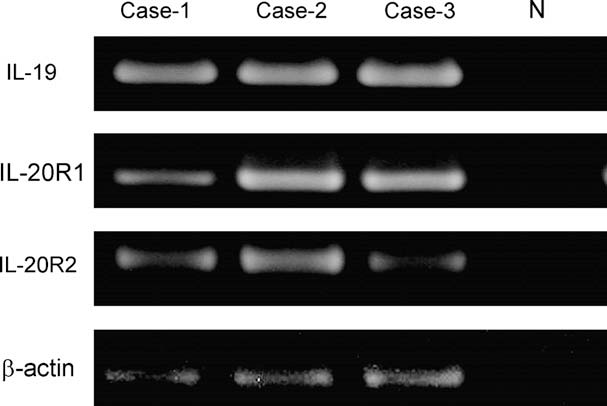 Case-1 Case-2 Case-3 N
IL-19
IL-20R1
IL-20R2
β-actin